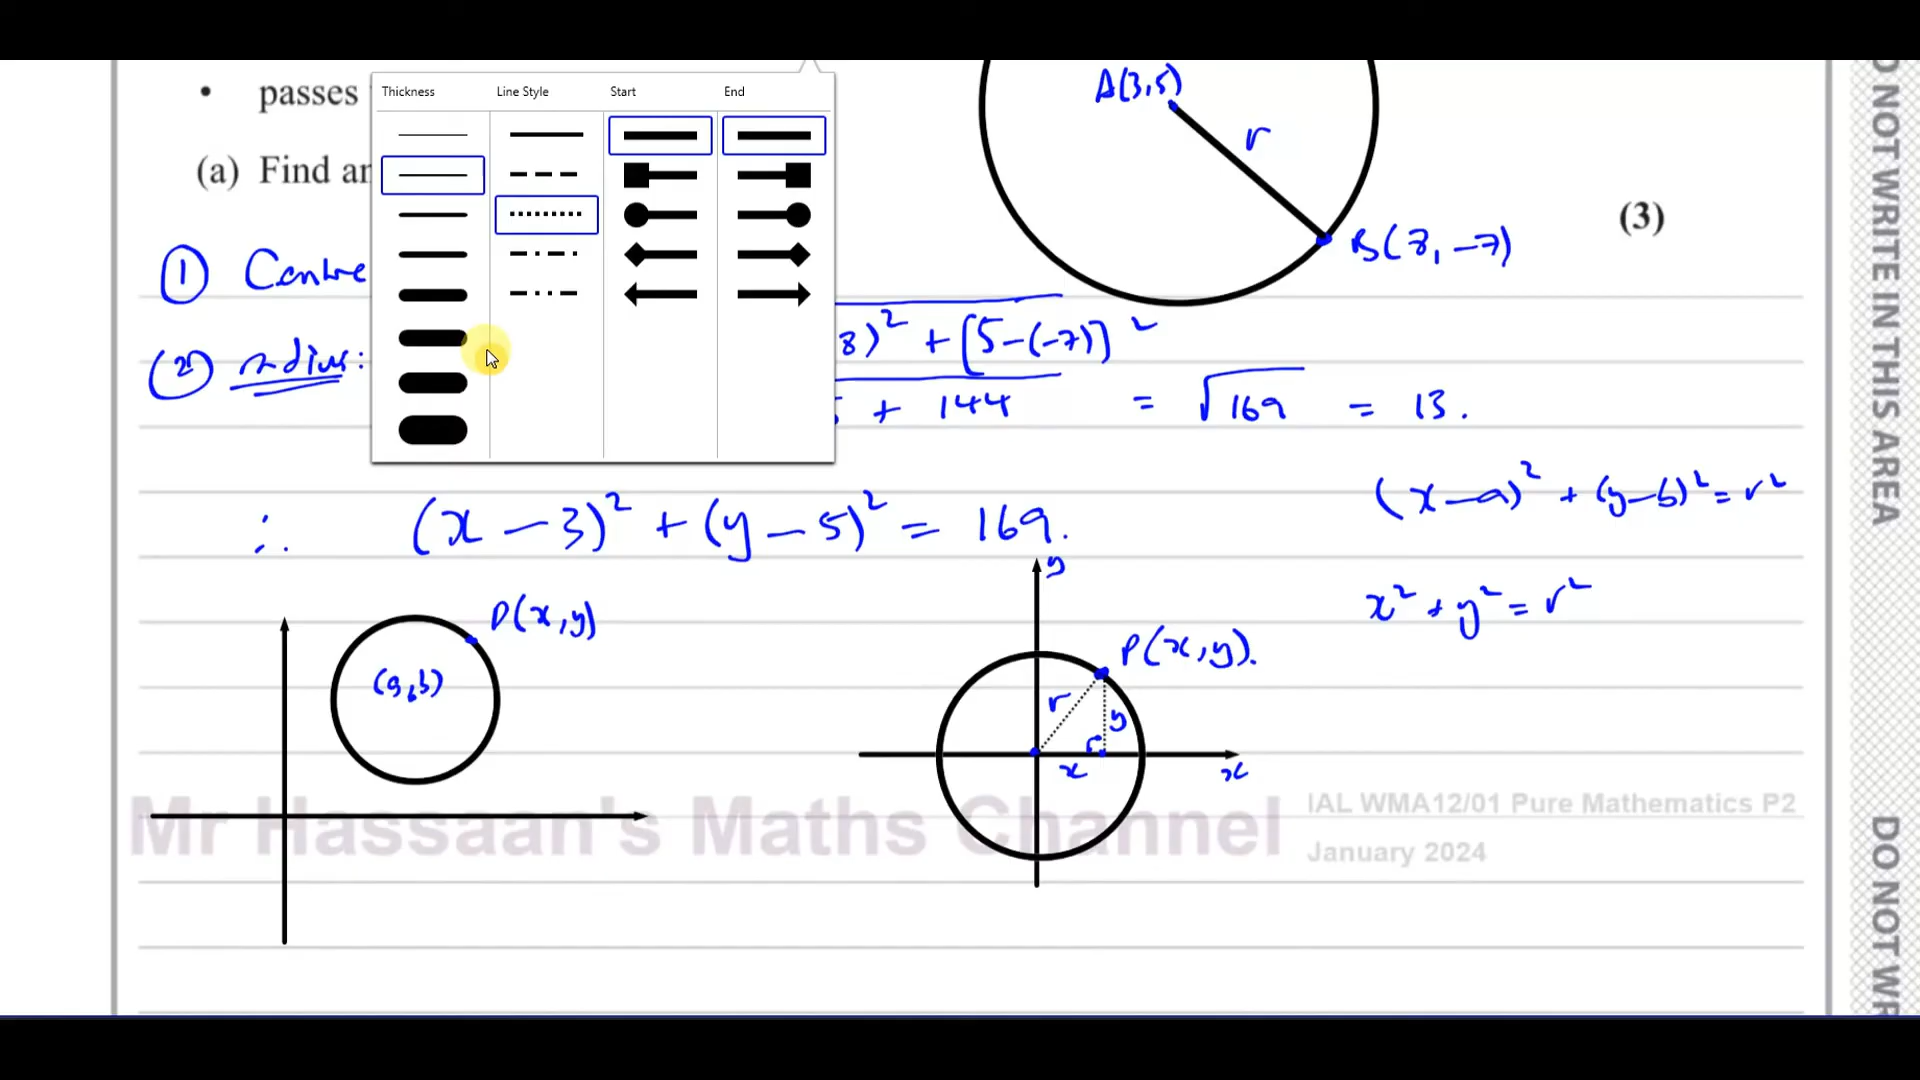 • passes
Thickness Line Style Start End
(a) Find an
(3)
A(3,5)
r
B(8, -7)
① Centre
② radius:
8)² + [5-(-7)]²
+ 144 = √169 = 13.
(x-a)² + (y-b)² = r²
∴ (x - 3)² + (y - 5)² = 169.
x² + y² = r²
P(x,y)
(a,b)
y
P(x,y).
r
y
x
x
Mr Hassaan's Maths Channel
IAL WMA12/01 Pure Mathematics P2
January 2024
DO NOT WRITE IN THIS AREA
DO NOT WR